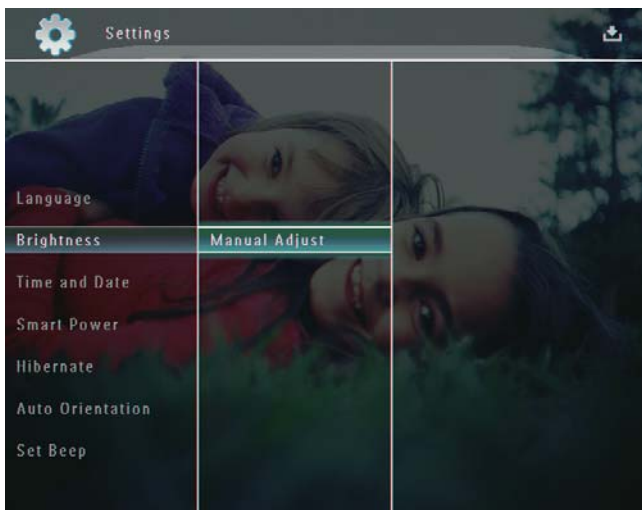 Settings
Language
Brightness
Manual Adjust
Time and Date
Smart Power
Hibernate
Auto Orientation
Set Beep